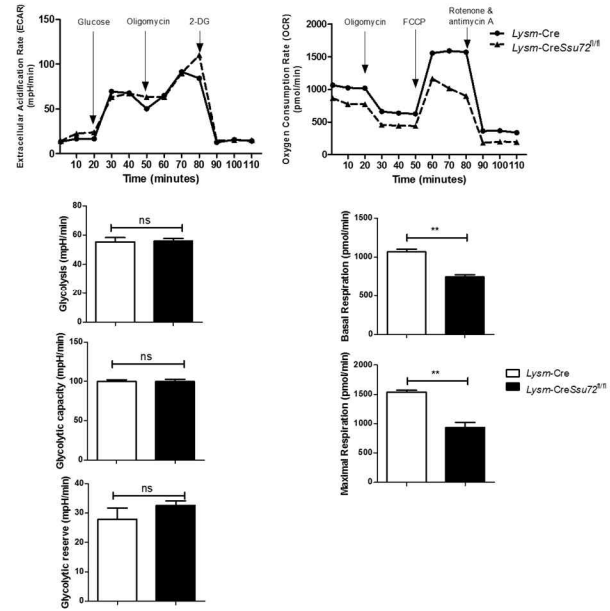 Glucose
Oligomycin
2-DG
Extracellular Acidification Rate (ECAR)
(mpH/min)
150
100
50
0
10 20 30 40 50 60 70 80 90 100 110
Time (minutes)
Oligomycin
FCCP
Rotenone &
antimycin A
Oxygen Consumption Rate (OCR)
(pmol/min)
2000
1500
1000
500
0
10 20 30 40 50 60 70 80 90 100 110
Time (minutes)
Lysm-Cre
Lysm-CreSsu72fl/fl
Glycolysis (mpH/min)
80
60
40
20
0
ns
Basal Respiration (pmol/min)
1500
1000
500
0
**
Glycolytic capacity (mpH/min)
150
100
50
0
ns
Maximal Respiration (pmol/min)
2000
1500
1000
500
0
**
Lysm-Cre
Lysm-CreSsu72fl/fl
Glycolytic reserve (mpH/min)
40
30
20
10
0
ns